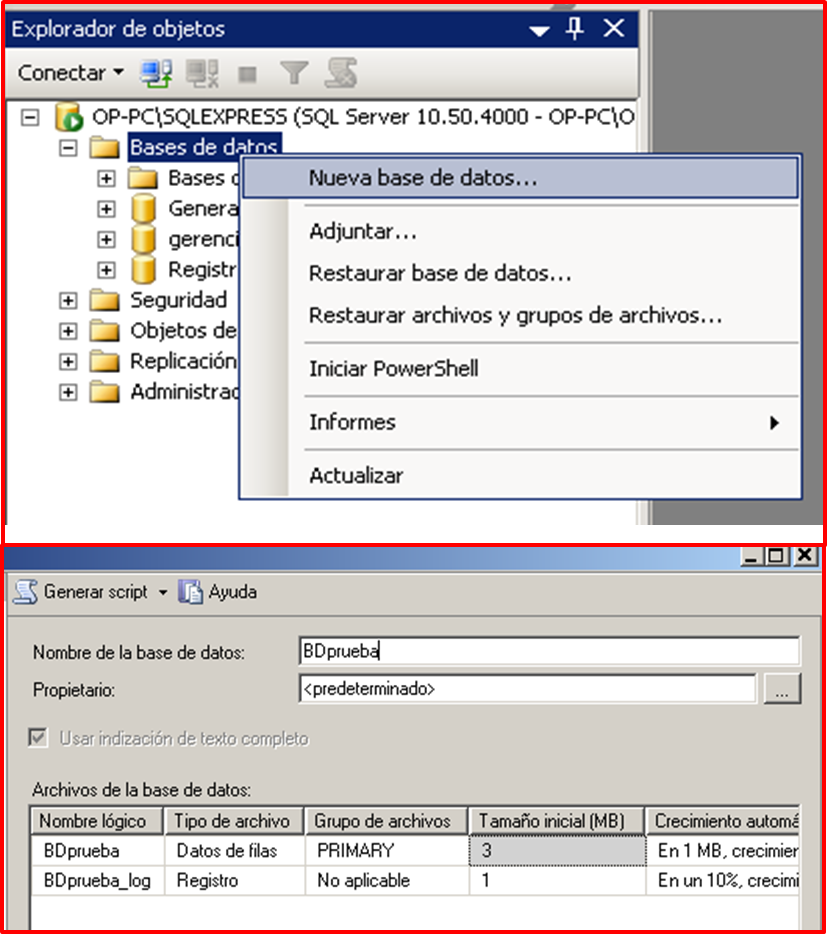 Explorador de objetos
Conectar
OP-PC\SQLEXPRESS (SQL Server 10.50.4000 - OP-PC\O
Bases de datos
Nueva base de datos...
Adjuntar...
Restaurar base de datos...
Restaurar archivos y grupos de archivos...
Iniciar PowerShell
Informes
Actualizar
Bases
Genera
gerenci
Registr
Seguridad
Objetos de
Replicación
Administrac
Generar script
Ayuda
Nombre de la base de datos: BDprueba
Propietario: <predeterminado> ...
Usar indización de texto completo
Archivos de la base de datos:
Nombre lógico Tipo de archivo Grupo de archivos Tamaño inicial (MB) Crecimiento automá
BDprueba Datos de filas PRIMARY 3 En 1 MB, crecimier
BDprueba_log Registro No aplicable 1 En un 10%, crecimi